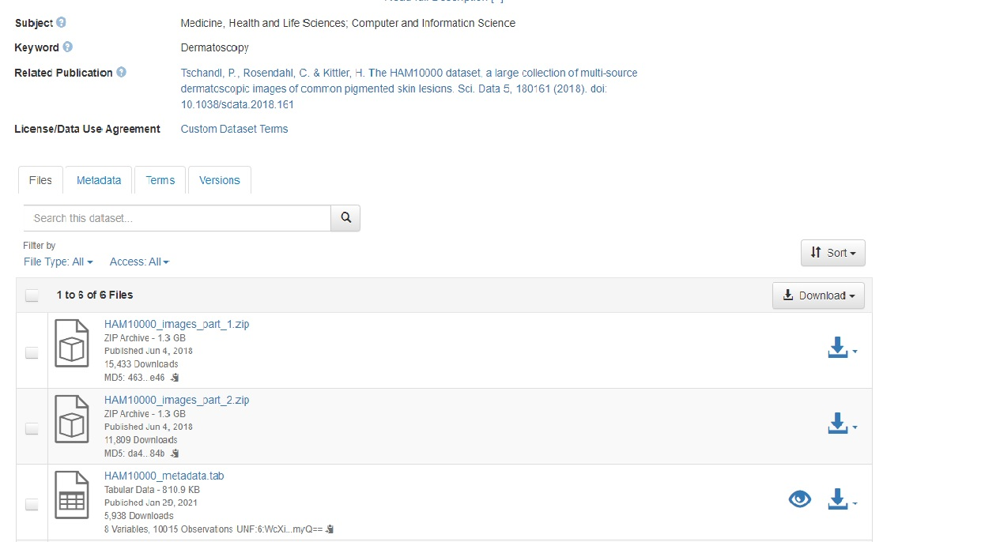 Subject
Medicine, Health and Life Sciences; Computer and Information Science
Keyword
Dermatoscopy
Related Publication
Tschandl, P., Rosendahl, C. & Kittler, H. The HAM10000 dataset, a large collection of multi-source
dermatoscopic images of common pigmented skin lesions. Sci. Data 5, 180161 (2018). doi:
10.1038/sdata.2018.161
License/Data Use Agreement
Custom Dataset Terms
Files
Metadata
Terms
Versions
Search this dataset...
Filter by
File Type: All
Access: All
Sort
1 to 6 of 6 Files
Download
HAM10000_images_part_1.zip
ZIP Archive - 1.3 GB
Published Jun 4, 2018
15,433 Downloads
MD5: 463...e46
HAM10000_images_part_2.zip
ZIP Archive - 1.3 GB
Published Jun 4, 2018
11,809 Downloads
MD5: da4...84b
HAM10000_metadata.tab
Tabular Data - 810.9 KB
Published Jan 29, 2021
5,938 Downloads
8 Variables, 10015 Observations UNF:6:WcXi...myQ==